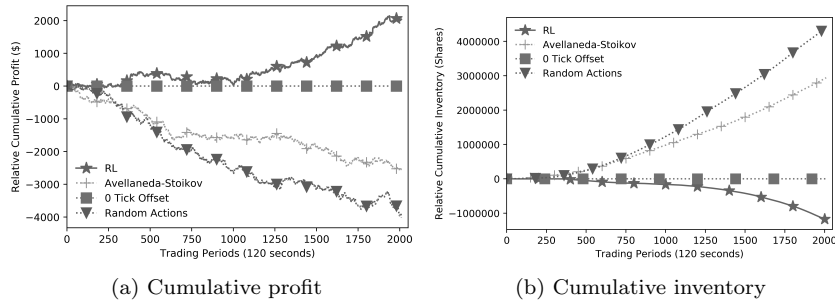 2000
1000
0
−1000
−2000
−3000
−4000
Relative Cumulative Profit ($)
RL
Avellaneda-Stoikov
0 Tick Offset
Random Actions
0 250 500 750 1000 1250 1500 1750 2000
Trading Periods (120 seconds)
(a) Cumulative profit
4000000
3000000
2000000
1000000
0
−1000000
Relative Cumulative Inventory (Shares)
RL
Avellaneda-Stoikov
0 Tick Offset
Random Actions
0 250 500 750 1000 1250 1500 1750 2000
Trading Periods (120 seconds)
(b) Cumulative inventory